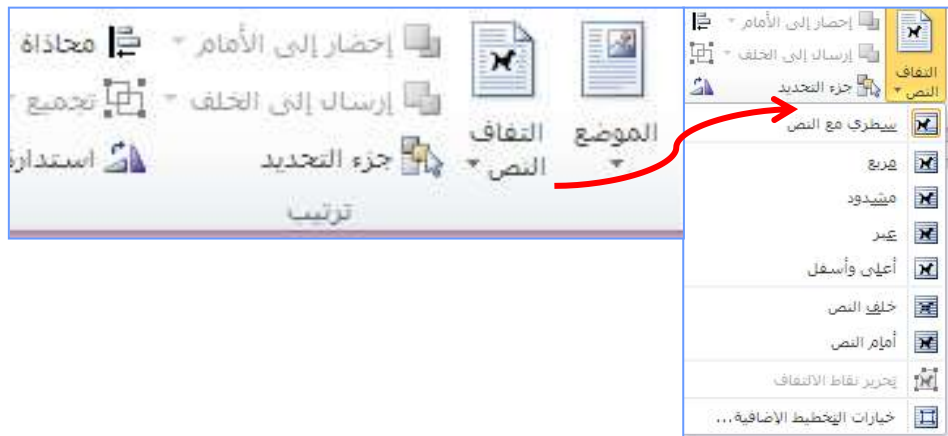 الموضع
التفاف
النص
إحضار إلى الأمام
إرسال إلى الخلف
جزء التحديد
محاذاة
تجميع
استدارة
ترتيب
التفاف
النص
إحضار إلى الأمام
إرسال إلى الخلف
جزء التحديد
سطري مع النص
مربع
مشدود
عبر
أعلى وأسفل
خلف النص
أمام النص
تحرير نقاط الالتفاف
خيارات التخطيط الإضافية...